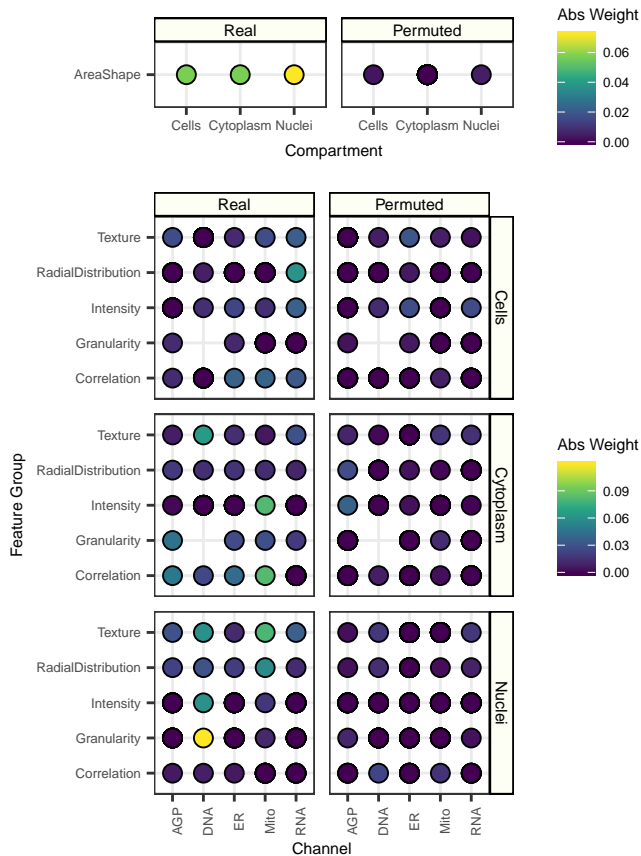 Real Permuted
AreaShape
Cells Cytoplasm Nuclei Cells Cytoplasm Nuclei
Compartment
Abs Weight
0.06
0.04
0.02
0.00
Real Permuted
Feature Group
Texture
RadialDistribution
Intensity
Granularity
Correlation
Cells
Texture
RadialDistribution
Intensity
Granularity
Correlation
Cytoplasm
Texture
RadialDistribution
Intensity
Granularity
Correlation
Nuclei
AGP DNA ER Mito RNA AGP DNA ER Mito RNA
Channel
Abs Weight
0.09
0.06
0.03
0.00